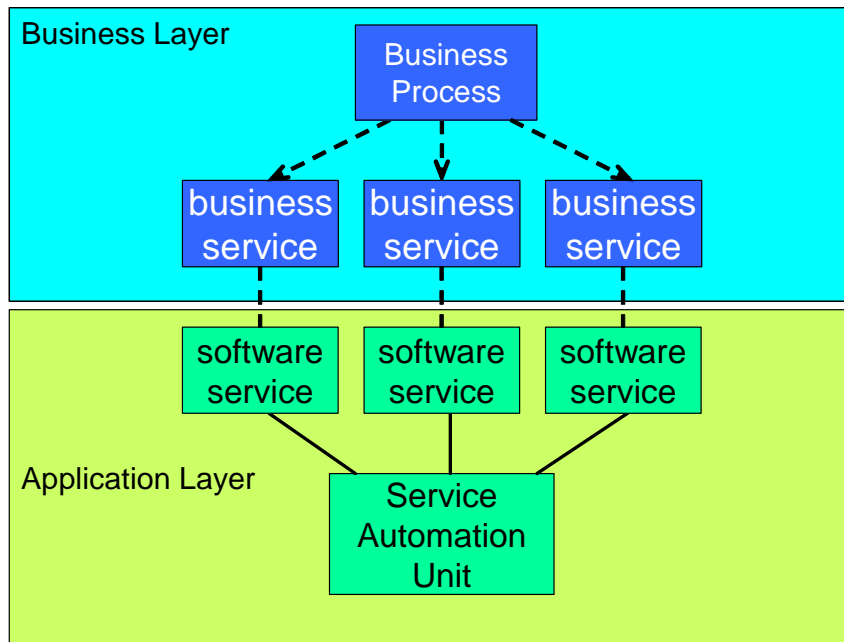 Business Layer
Business
Process
business
service
business
service
business
service
software
service
software
service
software
service
Application Layer
Service
Automation
Unit